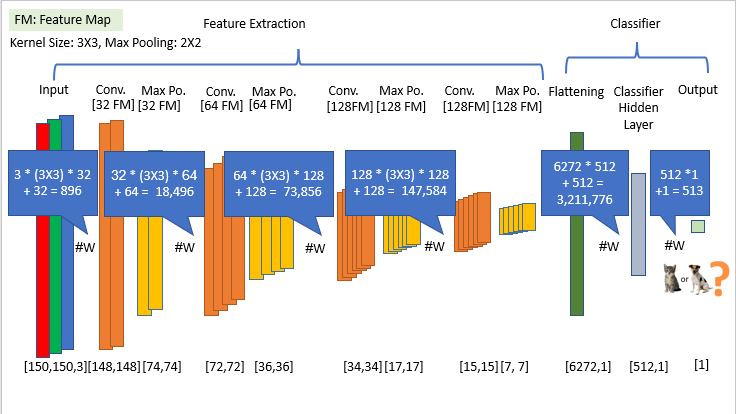 FM: Feature Map
Feature Extraction
Classifier
Kernel Size: 3X3, Max Pooling: 2X2
Input
Conv.
[32 FM]
Max Po.
[32 FM]
Conv.
[64 FM]
Max Po.
[64 FM]
Conv.
[128FM]
Max Po.
[128 FM]
Conv.
[128FM]
Max Po.
[128 FM]
Flattening
Classifier
Hidden
Layer
Output
3 * (3X3) * 32
+ 32 = 896
32 * (3X3) * 64
+ 64 = 18,496
64 * (3X3) * 128
+ 128 = 73,856
128 * (3X3) * 128
+ 128 = 147,584
6272 * 512
+ 512 =
3,211,776
512 *1
+1 = 513
#W
#W
#W
#W
#W
#W
or
?
[150,150,3]
[148,148]
[74,74]
[72,72]
[36,36]
[34,34]
[17,17]
[15,15]
[7, 7]
[6272,1]
[512,1]
[1]